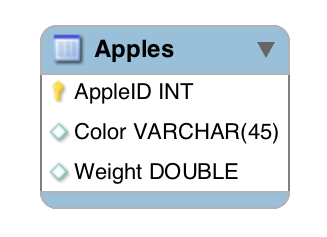 Apples
AppleID INT
Color VARCHAR(45)
Weight DOUBLE